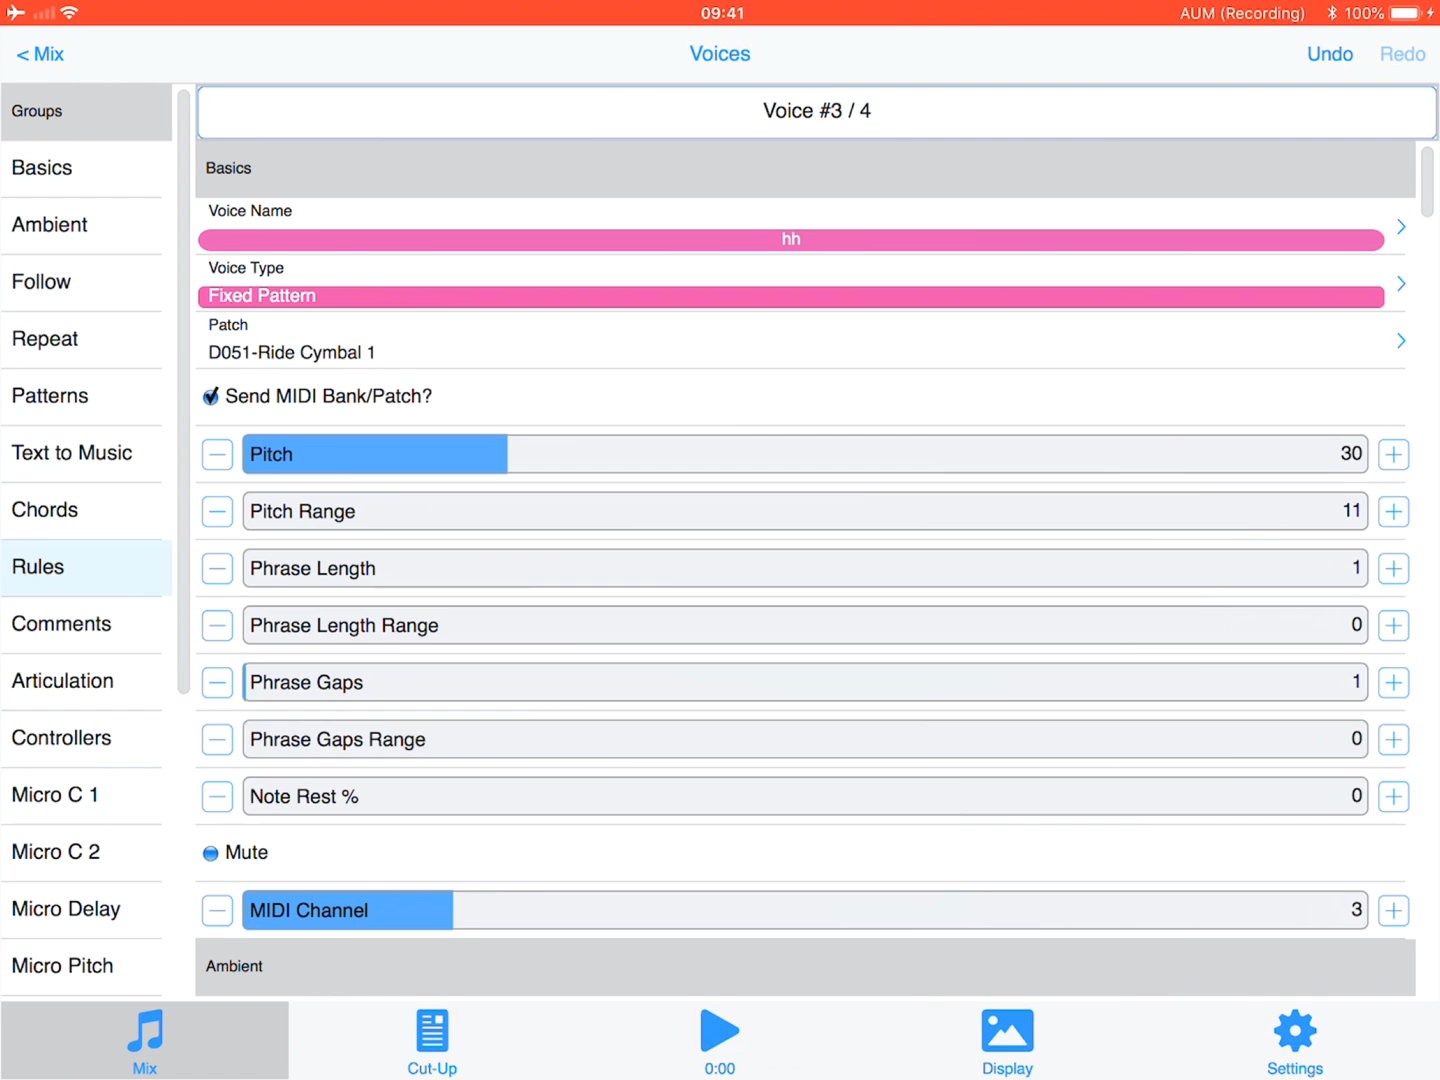 09:41
AUM (Recording)
100%
< Mix
Voices
Undo
Redo
Groups
Basics
Ambient
Follow
Repeat
Patterns
Text to Music
Chords
Rules
Comments
Articulation
Controllers
Micro C 1
Micro C 2
Micro Delay
Micro Pitch
Voice #3 / 4
Basics
Voice Name
hh
Voice Type
Fixed Pattern
Patch
D051-Ride Cymbal 1
Send MIDI Bank/Patch?
Pitch 30
Pitch Range 11
Phrase Length 1
Phrase Length Range 0
Phrase Gaps 1
Phrase Gaps Range 0
Note Rest % 0
Mute
MIDI Channel 3
Ambient
Mix
Cut-Up
0:00
Display
Settings